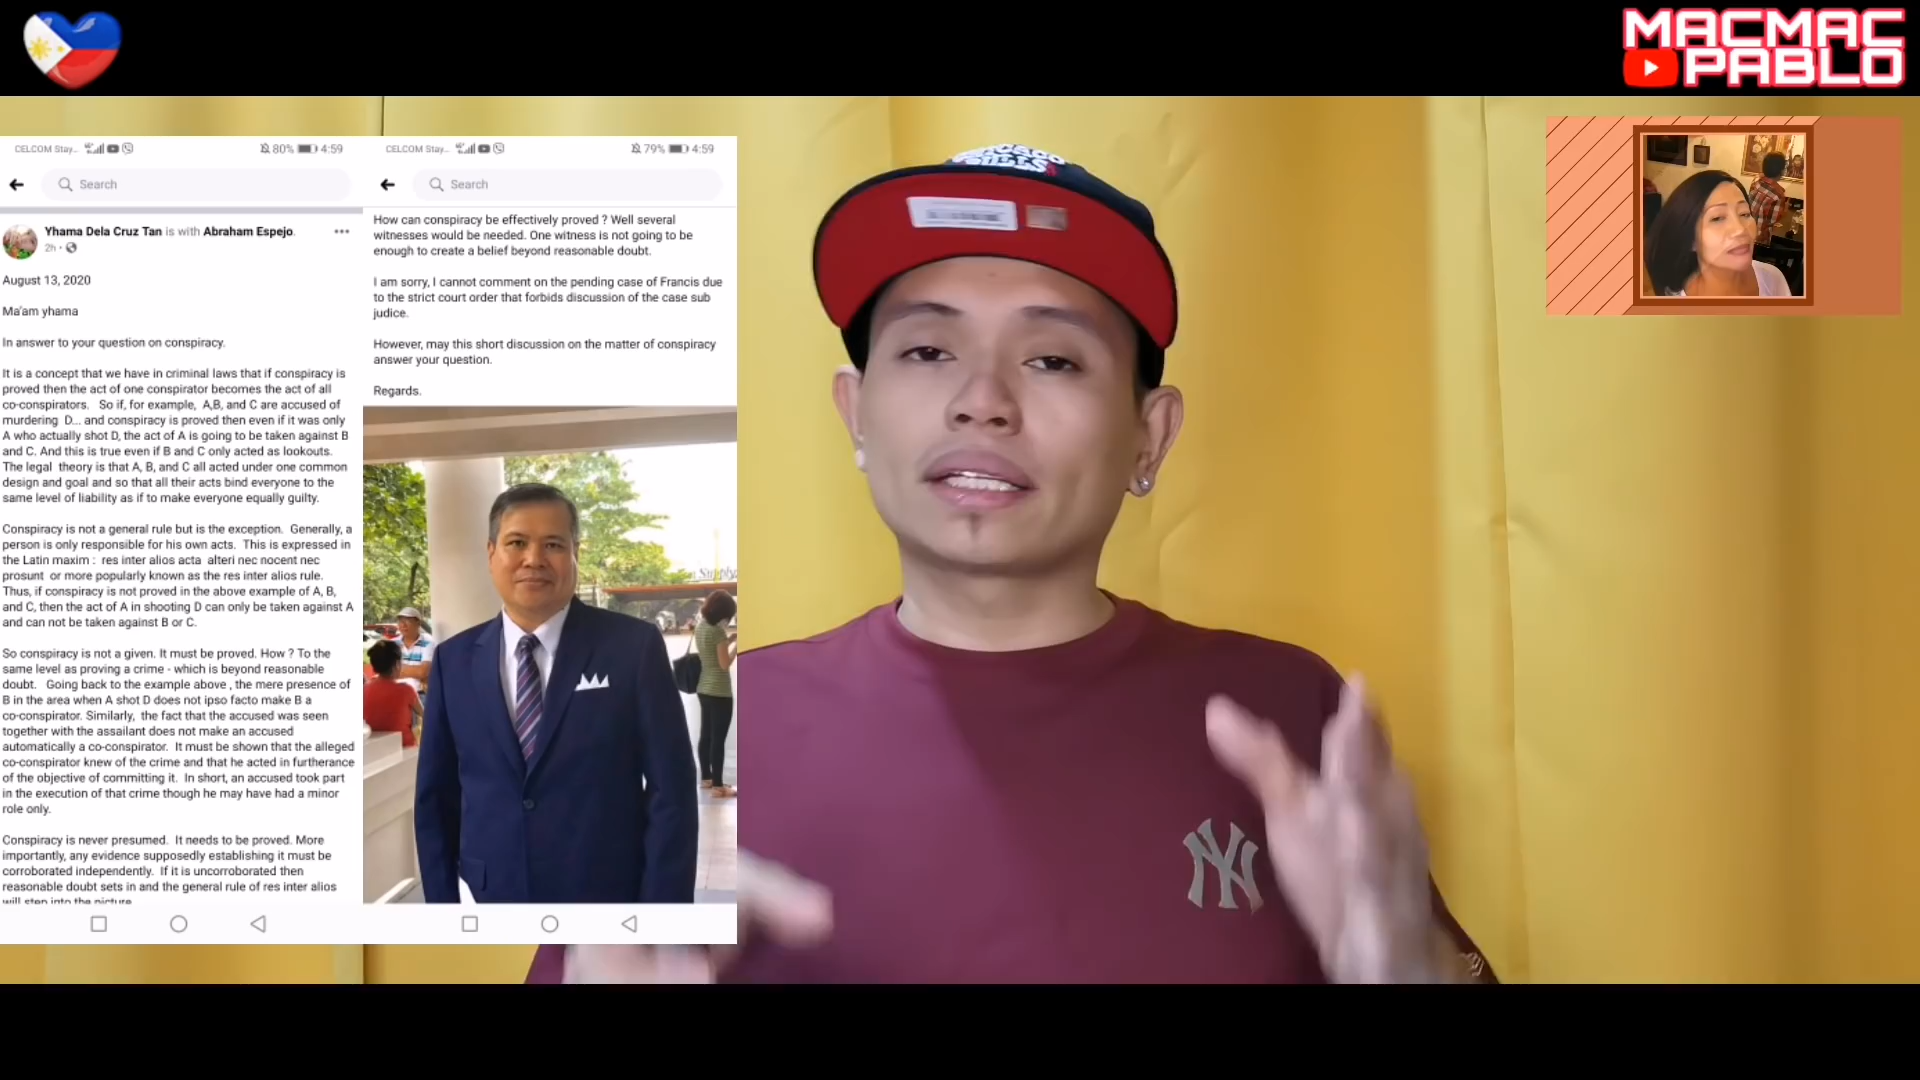 MACMAC
PABLO
CELCOM Stay...
80%
4:59
Search
Yhama Dela Cruz Tan is with Abraham Espejo.
2h
August 13, 2020
Ma'am yhama
In answer to your question on conspiracy.
It is a concept that we have in criminal laws that if conspiracy is
proved then the act of one conspirator becomes the act of all
co-conspirators. So if, for example, A,B, and C are accused of
murdering D... and conspiracy is proved then even if it was only
A who actually shot D, the act of A is going to be taken against B
and C. And this is true even if B and C only acted as lookouts.
The legal theory is that A, B, and C all acted under one common
design and goal and so that all their acts bind everyone to the
same level of liability as if to make everyone equally guilty.
Conspiracy is not a general rule but is the exception. Generally, a
person is only responsible for his own acts. This is expressed in
the Latin maxim : res inter alios acta alteri nec nocent nec
prosunt or more popularly known as the res inter alios rule.
Thus, if conspiracy is not proved in the above example of A, B,
and C, then the act of A in shooting D can only be taken against A
and can not be taken against B or C.
So conspiracy is not a given. It must be proved. How ? To the
same level as proving a crime - which is beyond reasonable
doubt. Going back to the example above , the mere presence of
B in the area when A shot D does not ipso facto make B a
co-conspirator. Similarly, the fact that the accused was seen
together with the assailant does not make an accused
automatically a co-conspirator. It must be shown that the alleged
co-conspirator knew of the crime and that he acted in furtherance
of the objective of committing it. In short, an accused took part
in the execution of that crime though he may have had a minor
role only.
Conspiracy is never presumed. It needs to be proved. More
importantly, any evidence supposedly establishing it must be
corroborated independently. If it is uncorroborated then
reasonable doubt sets in and the general rule of res inter alios
will step into the picture.
CELCOM Stay...
79%
4:59
Search
How can conspiracy be effectively proved ? Well several
witnesses would be needed. One witness is not going to be
enough to create a belief beyond reasonable doubt.
I am sorry, I cannot comment on the pending case of Francis due
to the strict court order that forbids discussion of the case sub
judice.
However, may this short discussion on the matter of conspiracy
answer your question.
Regards.
NY